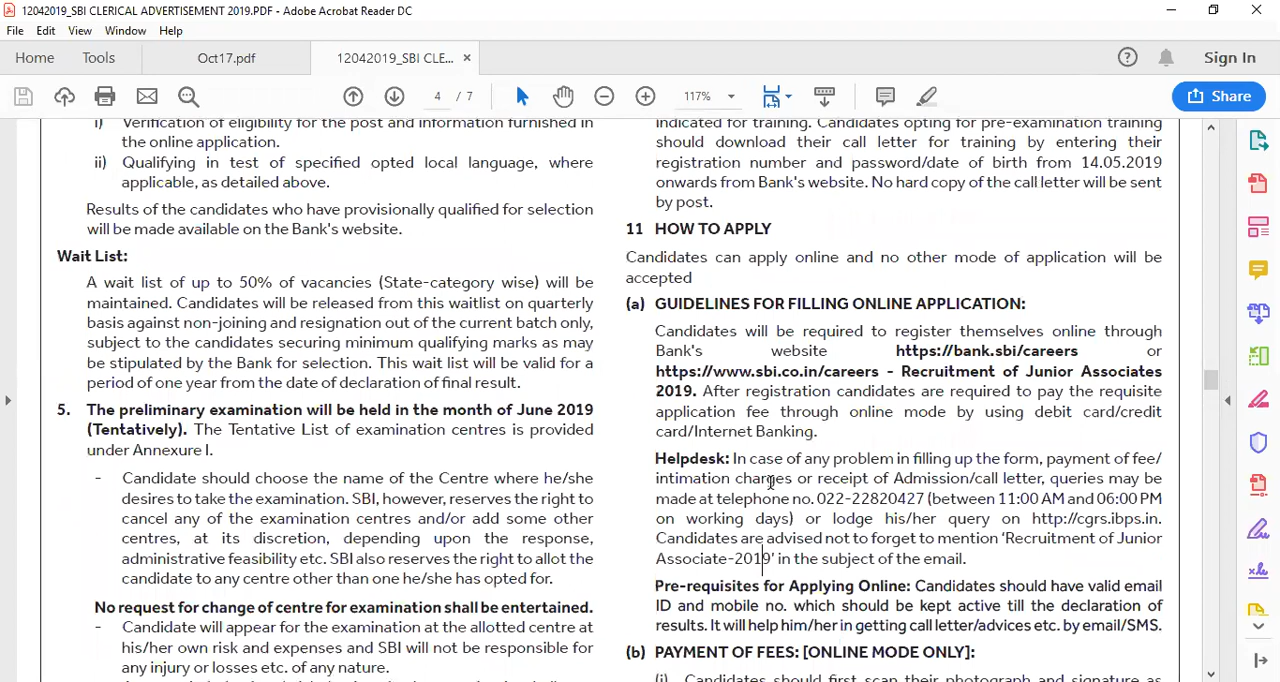 12042019_SBI CLERICAL ADVERTISEMENT 2019.PDF - Adobe Acrobat Reader DC
File Edit View Window Help
Home Tools Oct17.pdf 12042019_SBI CLE... × Sign In
4 / 7 117% Share
i) Verification of eligibility for the post and information furnished in
the online application.
ii) Qualifying in test of specified opted local language, where
applicable, as detailed above.
Results of the candidates who have provisionally qualified for selection
will be made available on the Bank's website.
Wait List:
A wait list of up to 50% of vacancies (State-category wise) will be
maintained. Candidates will be released from this waitlist on quarterly
basis against non-joining and resignation out of the current batch only,
subject to the candidates securing minimum qualifying marks as may
be stipulated by the Bank for selection. This wait list will be valid for a
period of one year from the date of declaration of final result.
5. The preliminary examination will be held in the month of June 2019
(Tentatively). The Tentative List of examination centres is provided
under Annexure I.
- Candidate should choose the name of the Centre where he/she
desires to take the examination. SBI, however, reserves the right to
cancel any of the examination centres and/or add some other
centres, at its discretion, depending upon the response,
administrative feasibility etc. SBI also reserves the right to allot the
candidate to any centre other than one he/she has opted for.
No request for change of centre for examination shall be entertained.
- Candidate will appear for the examination at the allotted centre at
his/her own risk and expenses and SBI will not be responsible for
any injury or losses etc. of any nature.
indicated for training. Candidates opting for pre-examination training
should download their call letter for training by entering their
registration number and password/date of birth from 14.05.2019
onwards from Bank's website. No hard copy of the call letter will be sent
by post.
11 HOW TO APPLY
Candidates can apply online and no other mode of application will be
accepted
(a) GUIDELINES FOR FILLING ONLINE APPLICATION:
Candidates will be required to register themselves online through
Bank's website https://bank.sbi/careers or
https://www.sbi.co.in/careers - Recruitment of Junior Associates
2019. After registration candidates are required to pay the requisite
application fee through online mode by using debit card/credit
card/Internet Banking.
Helpdesk: In case of any problem in filling up the form, payment of fee/
intimation charges or receipt of Admission/call letter, queries may be
made at telephone no. 022-22820427 (between 11:00 AM and 06:00 PM
on working days) or lodge his/her query on http://cgrs.ibps.in.
Candidates are advised not to forget to mention ‘Recruitment of Junior
Associate-2019’ in the subject of the email.
Pre-requisites for Applying Online: Candidates should have valid email
ID and mobile no. which should be kept active till the declaration of
results. It will help him/her in getting call letter/advices etc. by email/SMS.
(b) PAYMENT OF FEES: [ONLINE MODE ONLY]:
(i) Candidates should first scan their photograph and signature as